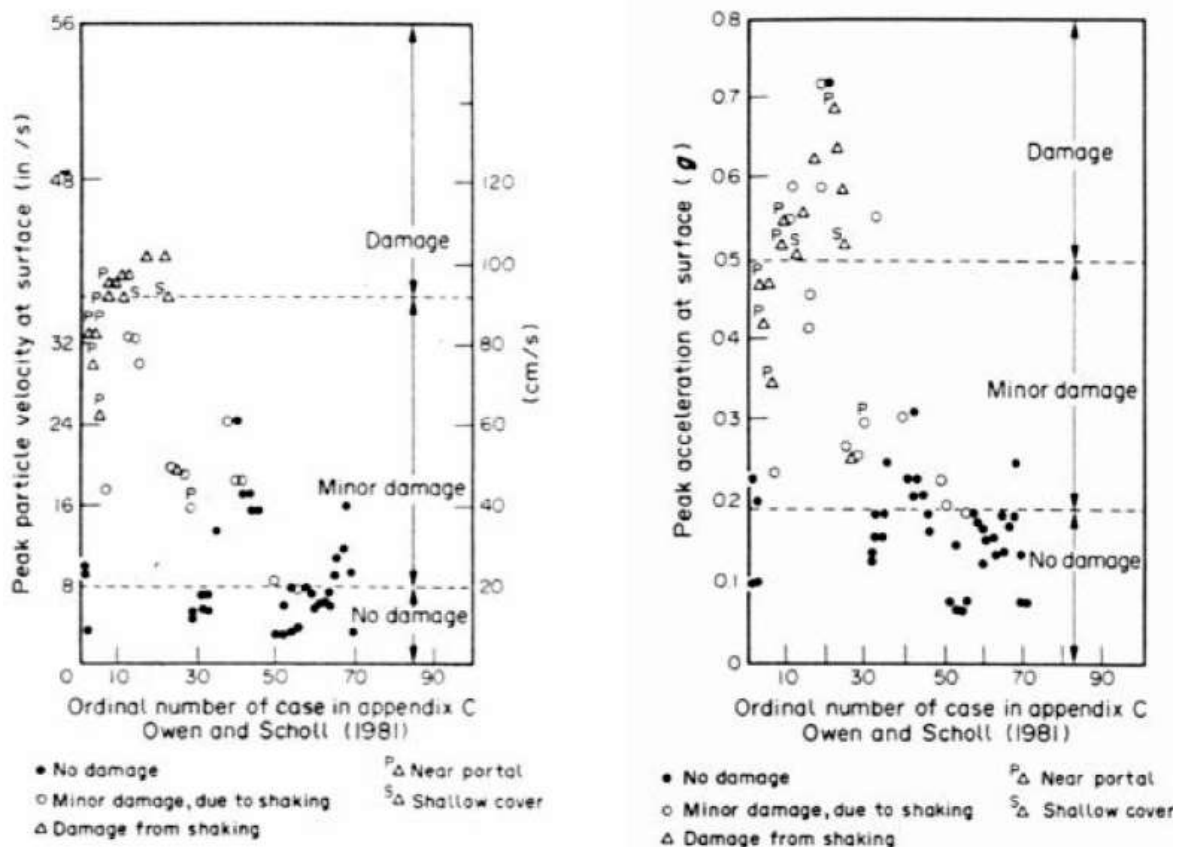 56
48
36
32
24
16
8
0
Peak particle velocity at surface (in/s)
120
100
80
60
40
20
(cm/s)
Damage
Minor damage
No damage
P
P
P P
P
P
S
S
P
10 30 50 70 90
Ordinal number of case in appendix C
Owen and Scholl (1981)
● No damage
○ Minor damage, due to shaking
△ Damage from shaking
P△ Near portal
S△ Shallow cover
0.8
0.7
0.6
0.5
0.4
0.3
0.2
0.1
0
Peak acceleration at surface (g)
Damage
Minor damage
No damage
P
P
P
S
S
P
P
P
P
10 30 50 70 90
Ordinal number of case in appendix C
Owen and Scholl (1981)
● No damage
○ Minor damage, due to shaking
△ Damage from shaking
P△ Near portal
S△ Shallow cover